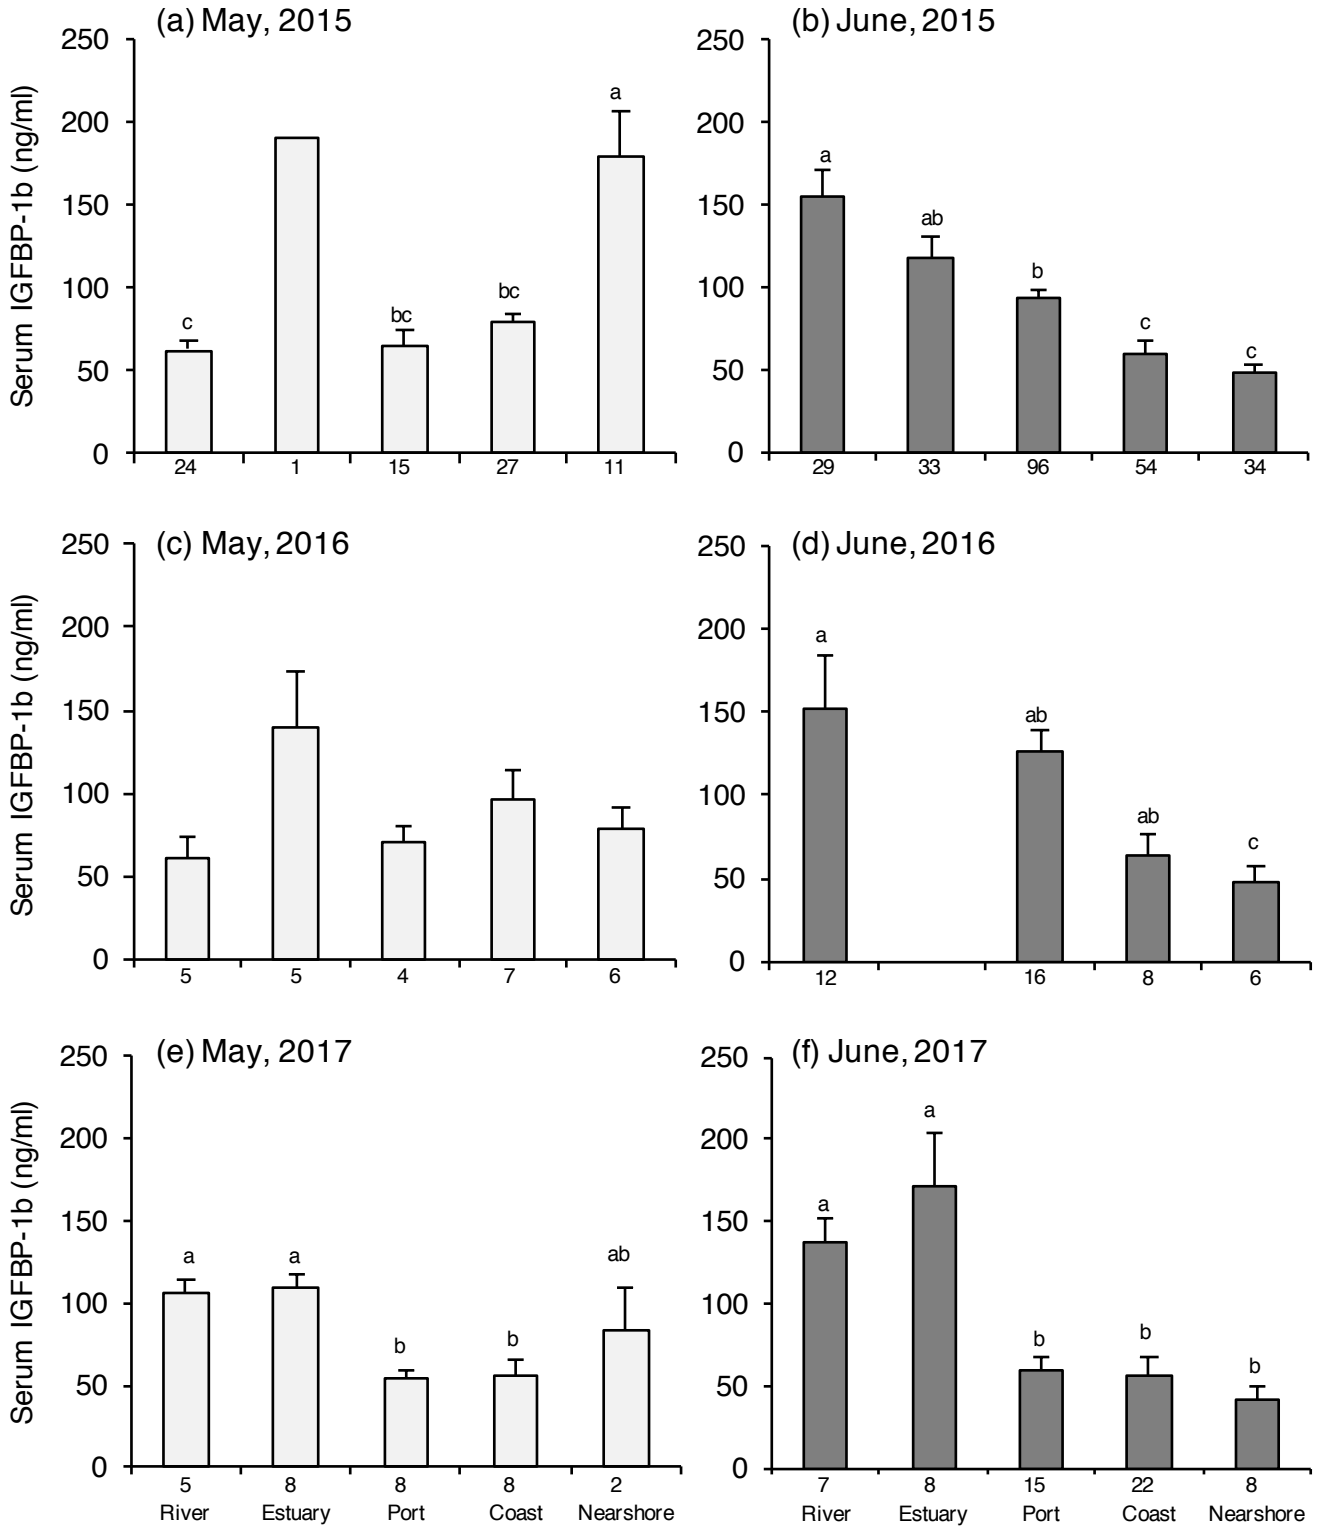 (a) May, 2015
Serum IGFBP-1b (ng/ml)
250
200
150
100
50
0
c
bc
bc
a
24 1 15 27 11
(b) June, 2015
250
200
150
100
50
0
a
ab
b
c
c
29 33 96 54 34
(c) May, 2016
Serum IGFBP-1b (ng/ml)
250
200
150
100
50
0
5 5 4 7 6
(d) June, 2016
250
200
150
100
50
0
a
ab
ab
c
12 16 8 6
(e) May, 2017
Serum IGFBP-1b (ng/ml)
250
200
150
100
50
0
a
a
b
b
ab
5 8 8 8 2
River Estuary Port Coast Nearshore
(f) June, 2017
250
200
150
100
50
0
a
a
b
b
b
7 8 15 22 8
River Estuary Port Coast Nearshore